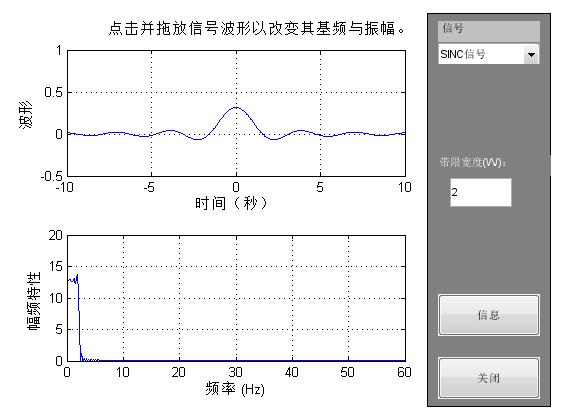 点击并拖放信号波形以改变其基频与振幅。
1
0.5
0
-0.5
波形
-10 -5 0 5 10
时间（秒）
20
15
10
5
0
幅频特性
0 10 20 30 40 50 60
频率 (Hz)
信号
SINC信号
带限宽度(W)：
2
信息
关闭